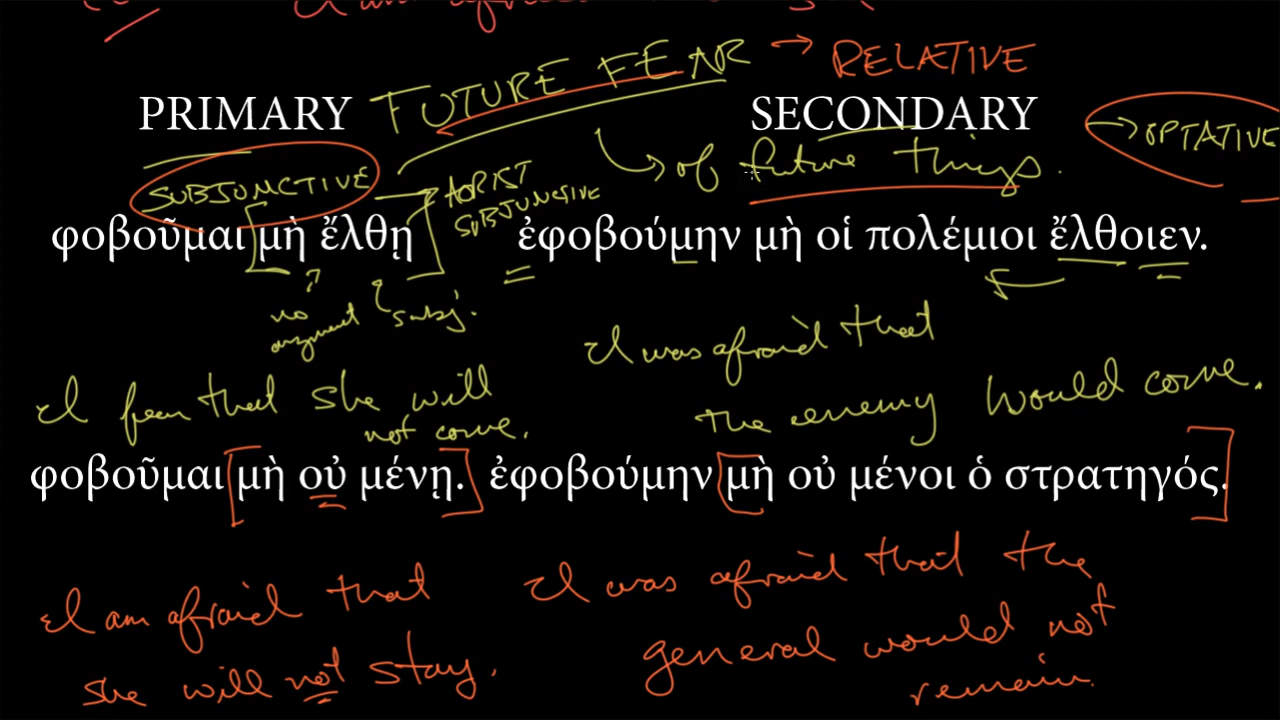 I am afraid
FUTURE FEAR → RELATIVE
PRIMARY SECONDARY
→ OPTATIVE
of future things.
SUBJUNCTIVE → AORIST
SUBJUNCTIVE
φοβοῦμαι μὴ ἔλθῃ ἐφοβούμην μὴ οἱ πολέμιοι ἔλθοιεν.
no
augment subj.
I was afraid that
the enemy would come.
I fear that she will
not come.
φοβοῦμαι μὴ οὐ μένῃ. ἐφοβούμην μὴ οὐ μένοι ὁ στρατηγός.
I am afraid that
she will not stay.
I was afraid that the
general would not
remain.